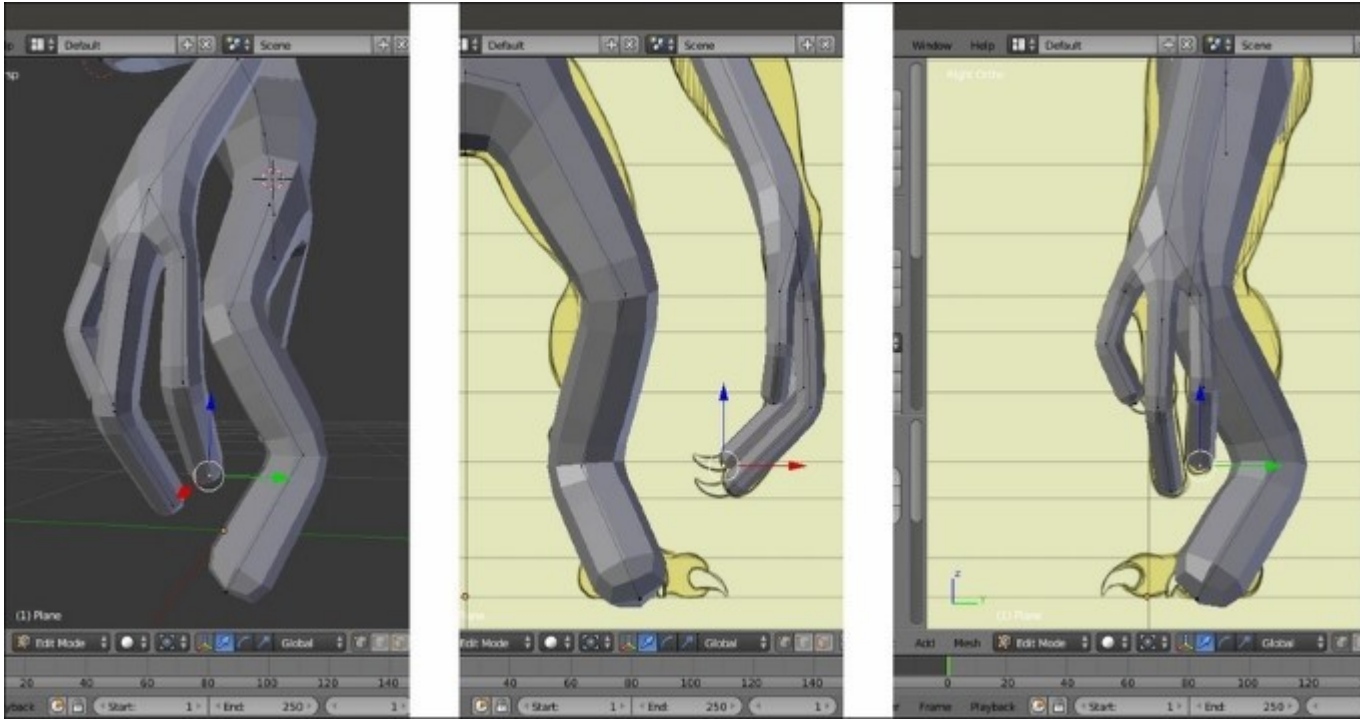 Default Scene
(1) Plane
Edit Mode Global
20 40 60 80 100 120 140
Start: 1 End: 250 1
Default Scene
Edit Mode Global
40 60 80 100 120 140
Start: 1 End: 250 1
Window Help Default Scene
Right Ortho
z
y
(1) Plane
Add Mesh Edit Mode Global
0 20 40 60 80 100 120 130
Frame Playback Start: 1 End: 250